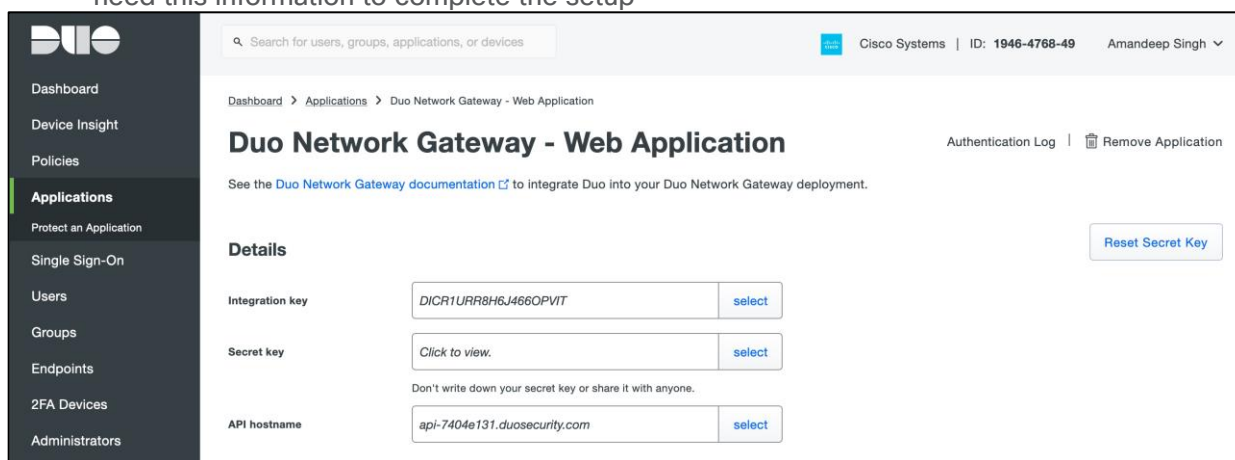 need this information to complete the setup
DUO
Search for users, groups, applications, or devices
CISCO
Cisco Systems | ID: 1946-4768-49
Amandeep Singh
Dashboard
Device Insight
Policies
Applications
Protect an Application
Single Sign-On
Users
Groups
Endpoints
2FA Devices
Administrators
Dashboard > Applications > Duo Network Gateway - Web Application
Duo Network Gateway - Web Application
Authentication Log | Remove Application
See the Duo Network Gateway documentation to integrate Duo into your Duo Network Gateway deployment.
Details
Reset Secret Key
Integration key DICR1URR8H6J466OPVIT select
Secret key Click to view. select
Don't write down your secret key or share it with anyone.
API hostname api-7404e131.duosecurity.com select